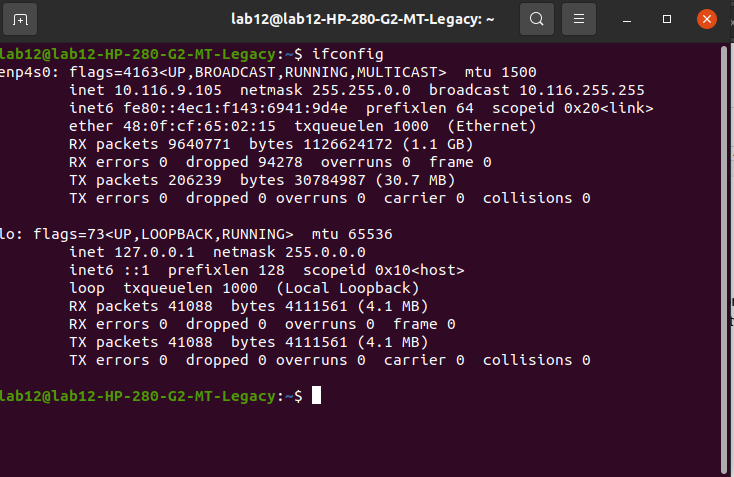 lab12@lab12-HP-280-G2-MT-Legacy: ~
lab12@lab12-HP-280-G2-MT-Legacy:~$ ifconfig
enp4s0: flags=4163<UP,BROADCAST,RUNNING,MULTICAST>  mtu 1500
        inet 10.116.9.105  netmask 255.255.0.0  broadcast 10.116.255.255
        inet6 fe80::4ec1:f143:6941:9d4e  prefixlen 64  scopeid 0x20<link>
        ether 48:0f:cf:65:02:15  txqueuelen 1000  (Ethernet)
        RX packets 9640771  bytes 1126624172 (1.1 GB)
        RX errors 0  dropped 94278  overruns 0  frame 0
        TX packets 206239  bytes 30784987 (30.7 MB)
        TX errors 0  dropped 0 overruns 0  carrier 0  collisions 0
lo: flags=73<UP,LOOPBACK,RUNNING>  mtu 65536
        inet 127.0.0.1  netmask 255.0.0.0
        inet6 ::1  prefixlen 128  scopeid 0x10<host>
        loop  txqueuelen 1000  (Local Loopback)
        RX packets 41088  bytes 4111561 (4.1 MB)
        RX errors 0  dropped 0  overruns 0  frame 0
        TX packets 41088  bytes 4111561 (4.1 MB)
        TX errors 0  dropped 0 overruns 0  carrier 0  collisions 0
lab12@lab12-HP-280-G2-MT-Legacy:~$